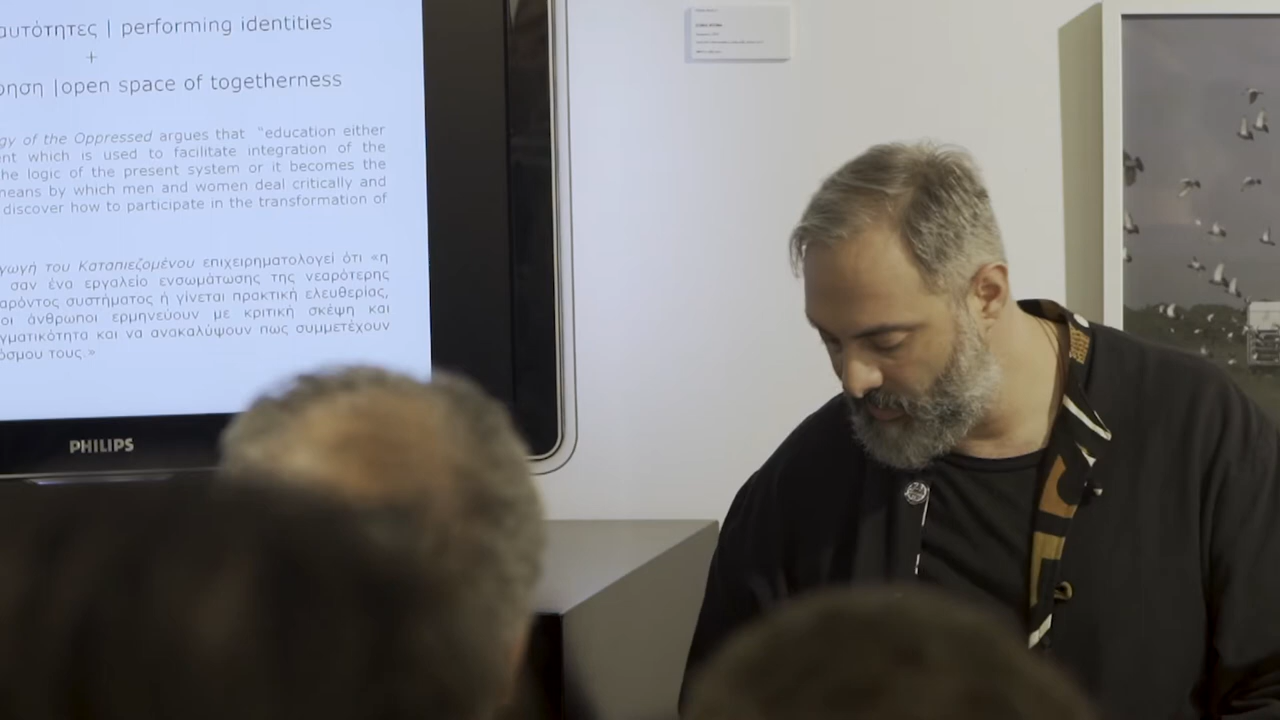 αυτότητες | performing identities
+
ρηση |open space of togetherness
gy of the Oppressed argues that "education either
ent which is used to facilitate integration of the
he logic of the present system or it becomes the
means by which men and women deal critically and
discover how to participate in the transformation of
γωγή του Καταπιεζομένου επιχειρηματολογεί ότι «η
σαν ένα εργαλείο ενσωμάτωσης της νεαρότερης
αρόντος συστήματος ή γίνεται πρακτική ελευθερίας,
οι άνθρωποι ερμηνεύουν με κριτική σκέψη και
γματικότητα και να ανακαλύψουν πως συμμετέχουν
όσμου τους.»
PHILIPS